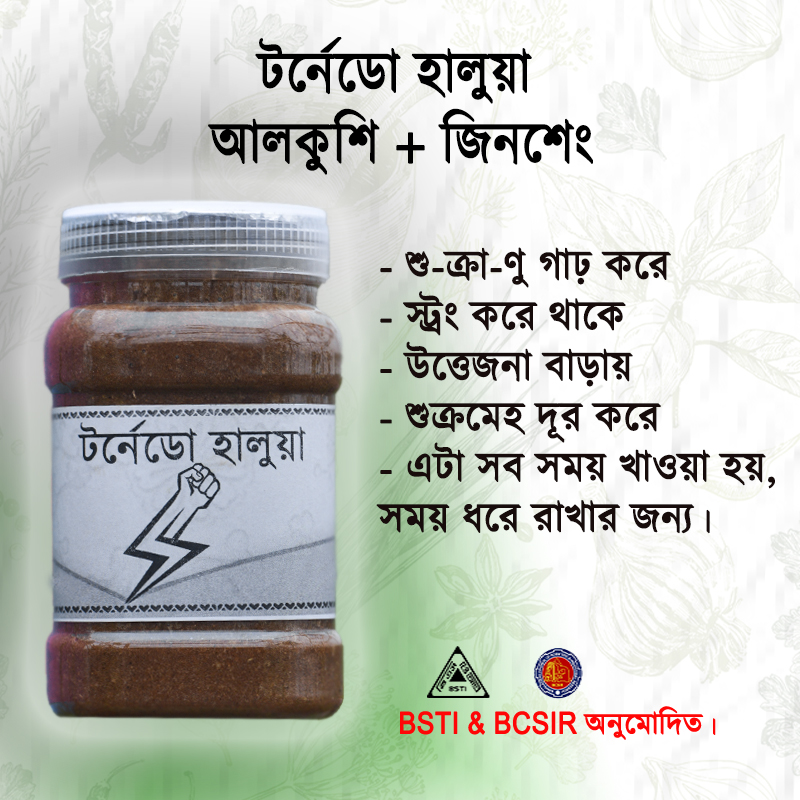 টর্নেডো হালুয়া
আলকুশি + জিনশেং
- শু-ক্রা-ণু গাঢ় করে
- স্ট্রং করে থাকে
- উত্তেজনা বাড়ায়
- শুক্রমেহ দূর করে
- এটা সব সময় খাওয়া হয়,
সময় ধরে রাখার জন্য।
টর্নেডো হালুয়া
BSTI
BSTI & BCSIR অনুমোদিত।